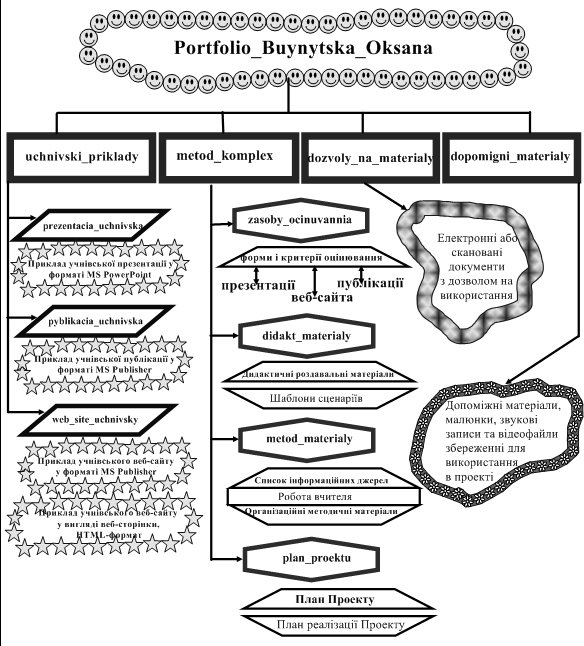 Portfolio_Buynytska_Oksana
uchnivski_priklady
metod_komplex
dozvoly_na_materialy
dopomigni_materialy
prezentacia_uchnivska
Приклад учнівської презентації у
форматі MS PowerPoint
pyblikacia_uchnivska
Приклад учнівської публікації у
форматі MS Publisher
web_site_uchnivsky
Приклад учнівського веб-сайту
у форматі MS Publisher
Приклад учнівського веб-сайту
у вигляді веб-сторінки,
HTML-формат
zasoby_ocinuvannia
форми і критерії оцінювання
презентації
веб-сайта
публікації
didakt_materialy
Дидактичні роздавальні матеріали
Шаблони сценаріїв
metod_materialy
Список інформаційних джерел
Робота вчителя
Організаційні методичні матеріали
plan_proektu
План Проекту
План реалізації Проекту
Електронні або
скановані
документи
з дозволом на
використання
Допоміжні матеріали,
малюнки, звукові
записи та відеофайли
збереженні для
використання
в проекті